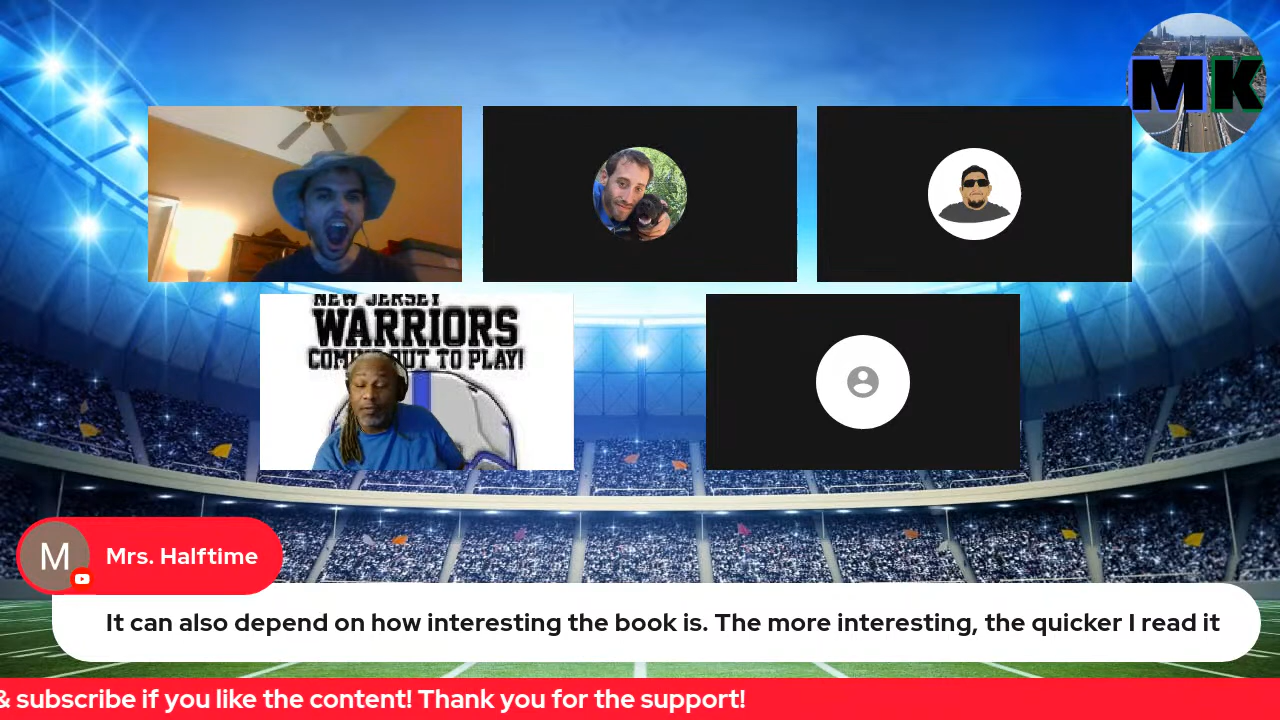 MK
NEW JERSEY
WARRIORS
COMING OUT TO PLAY!
M
Mrs. Halftime
It can also depend on how interesting the book is. The more interesting, the quicker I read it
& subscribe if you like the content! Thank you for the support!